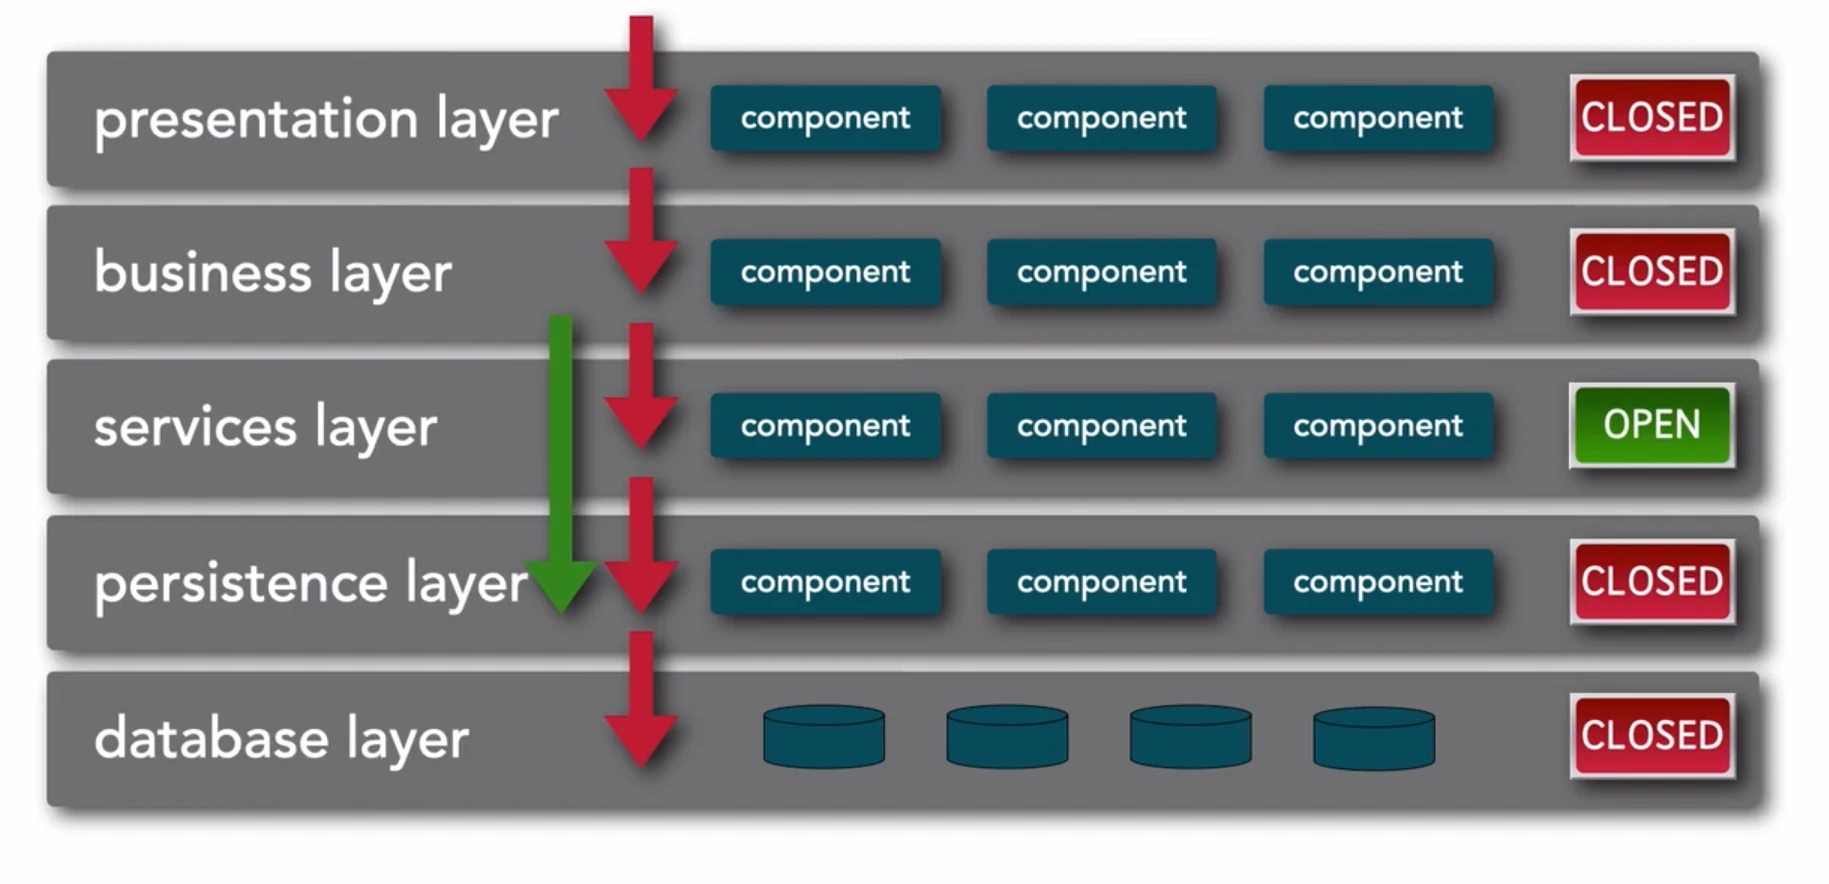 presentation layer component component component CLOSED
business layer component component component CLOSED
services layer component component component OPEN
persistence layer component component component CLOSED
database layer CLOSED